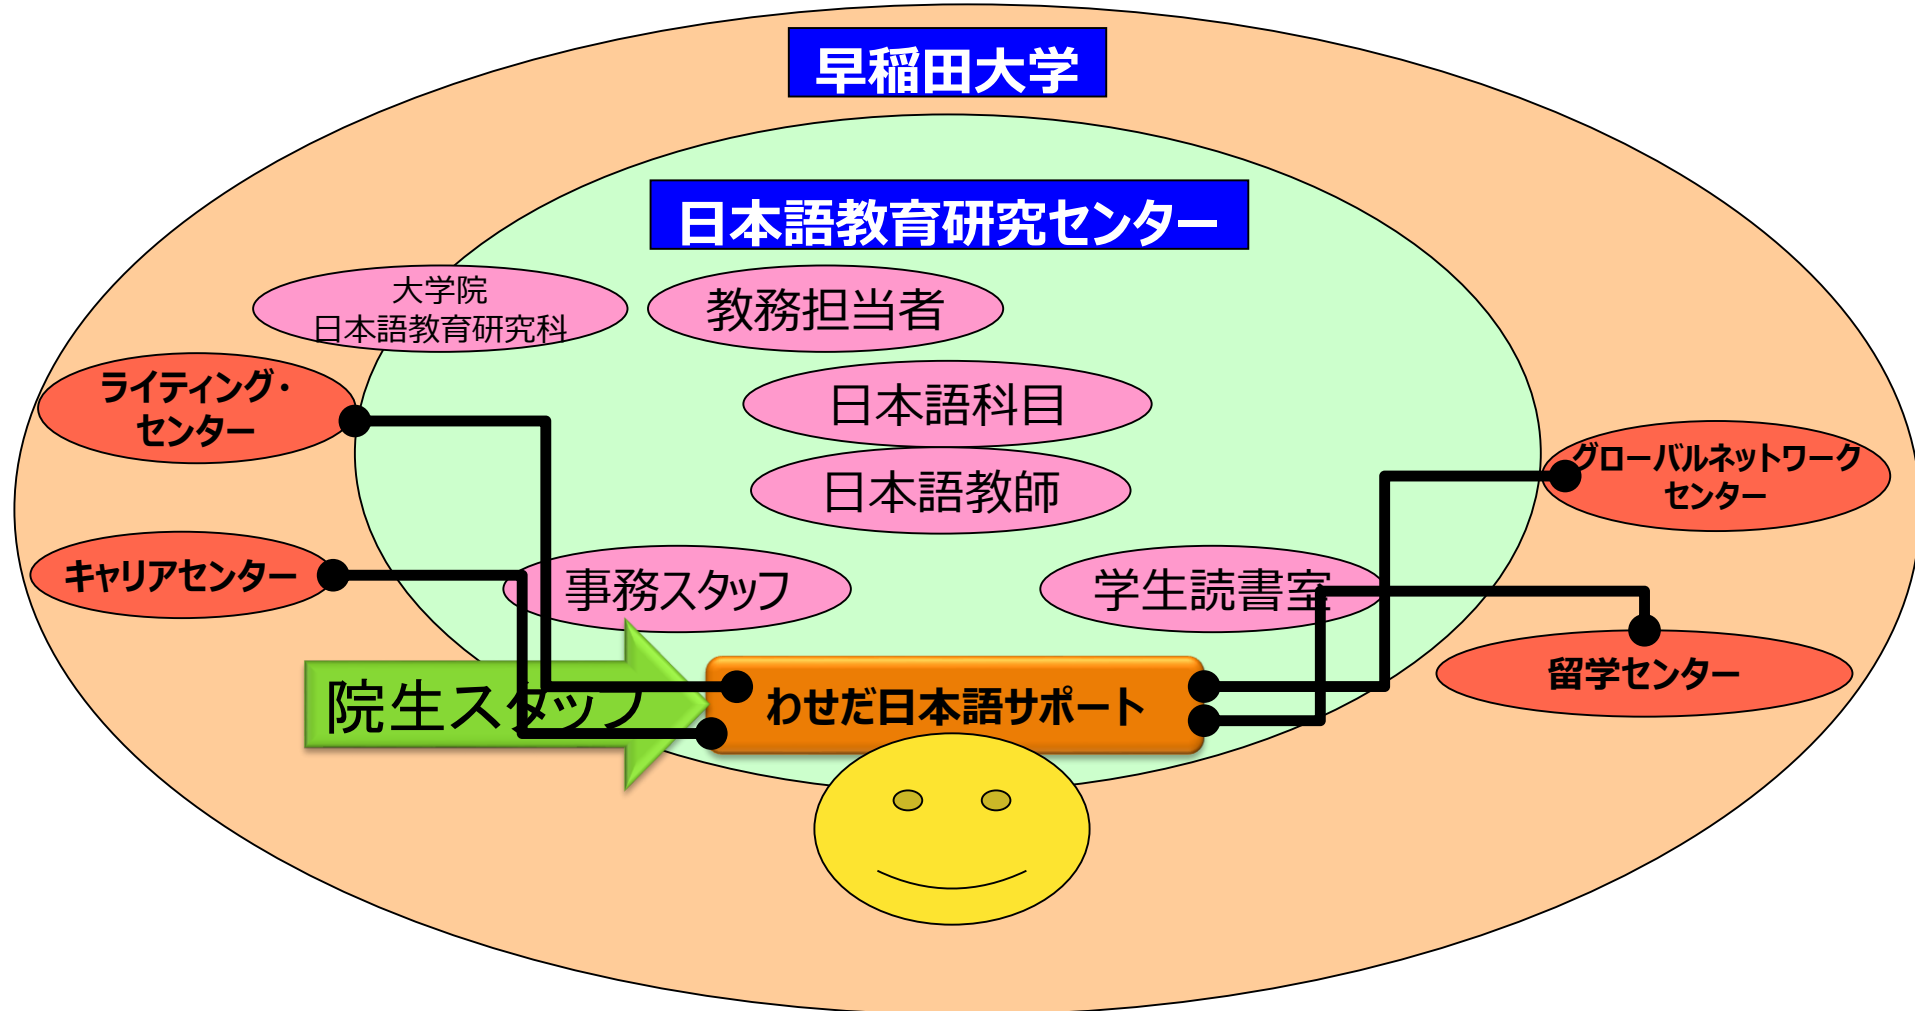 早稲田大学
日本語教育研究センター
大学院
日本語教育研究科
教務担当者
ライティング・
センター
日本語科目
グローバルネットワーク
センター
日本語教師
キャリアセンター
事務スタッフ
学生読書室
留学センター
院生スタッフ
わせだ日本語サポート